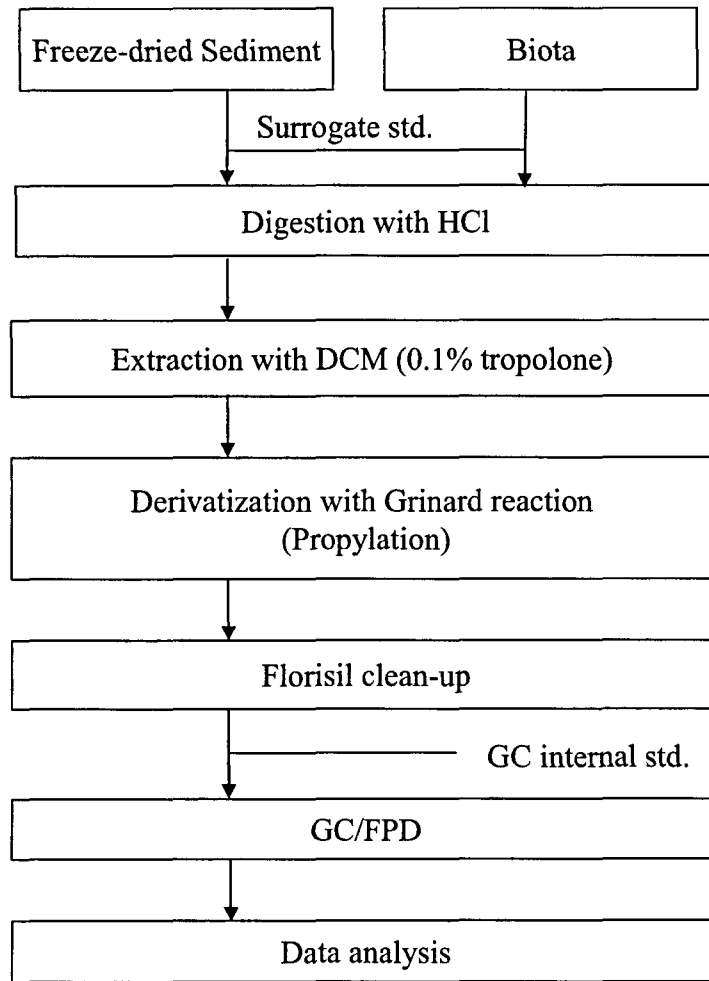 Freeze-dried Sediment
Biota
Surrogate std.
Digestion with HCl
Extraction with DCM (0.1% tropolone)
Derivatization with Grinard reaction
(Propylation)
Florisil clean-up
GC internal std.
GC/FPD
Data analysis